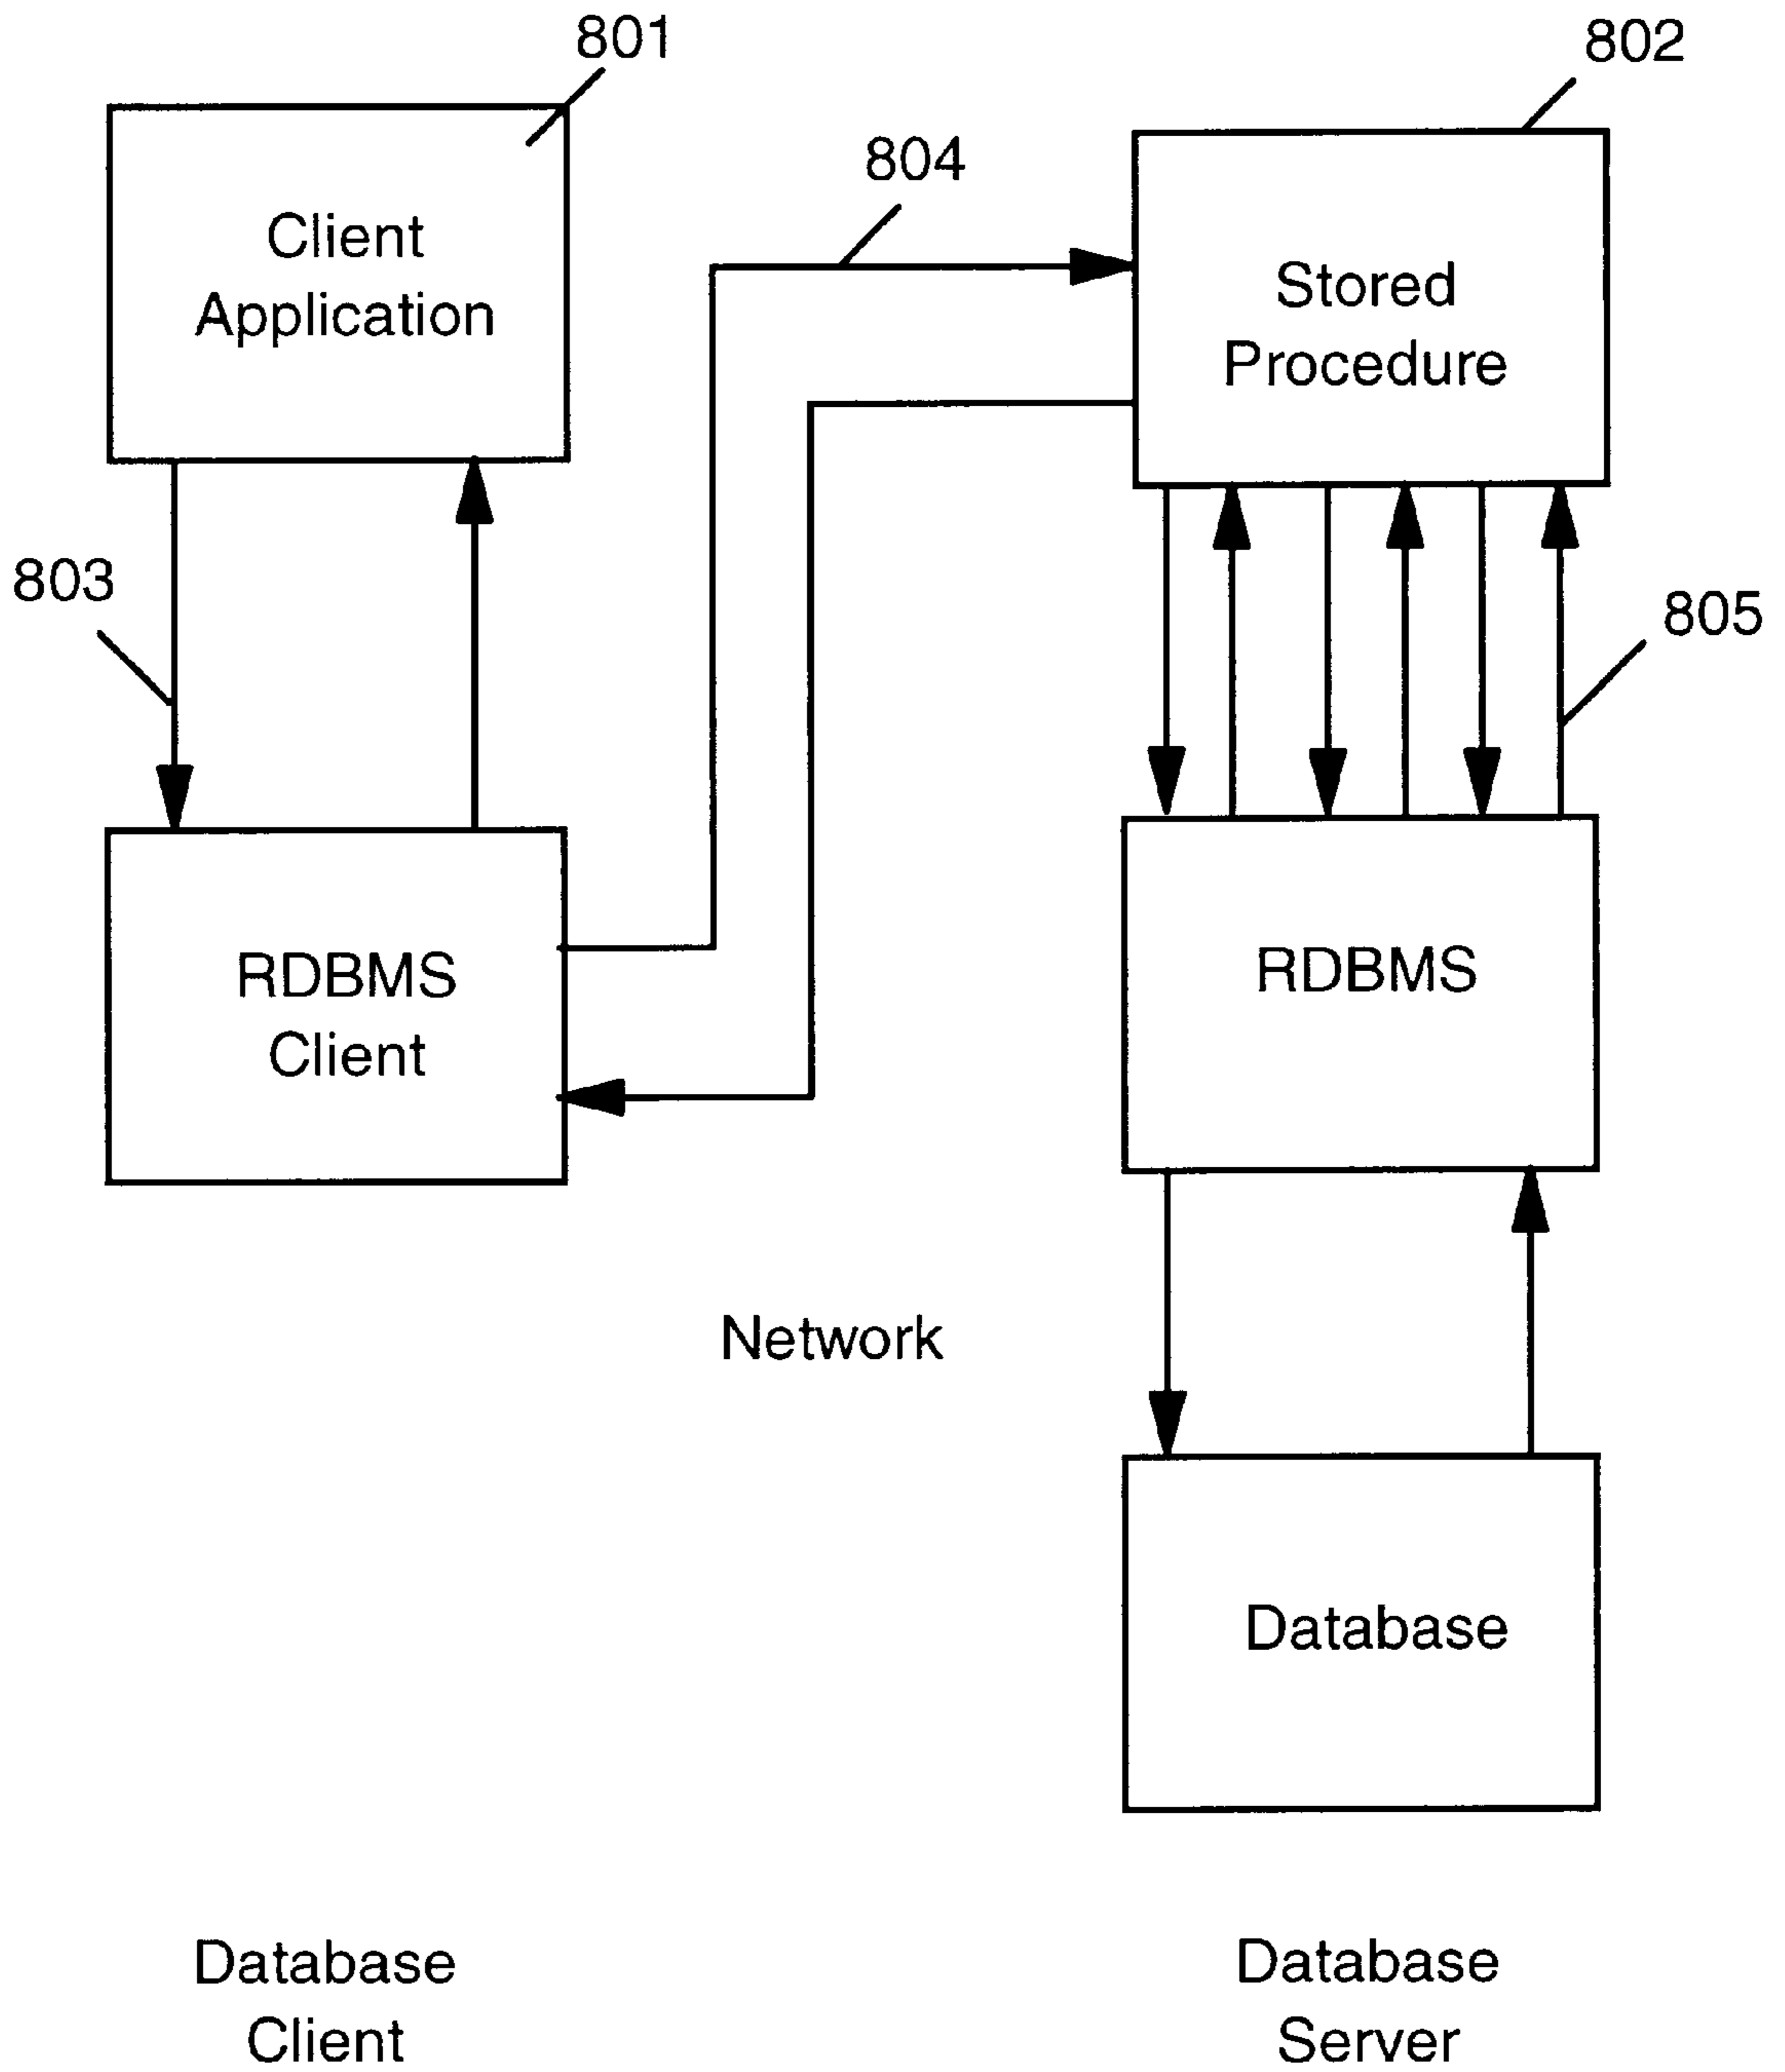 801
802
804
Client
Application
Stored
Procedure
803
805
RDBMS
Client
RDBMS
Network
Database
Database
Client
Database
Server